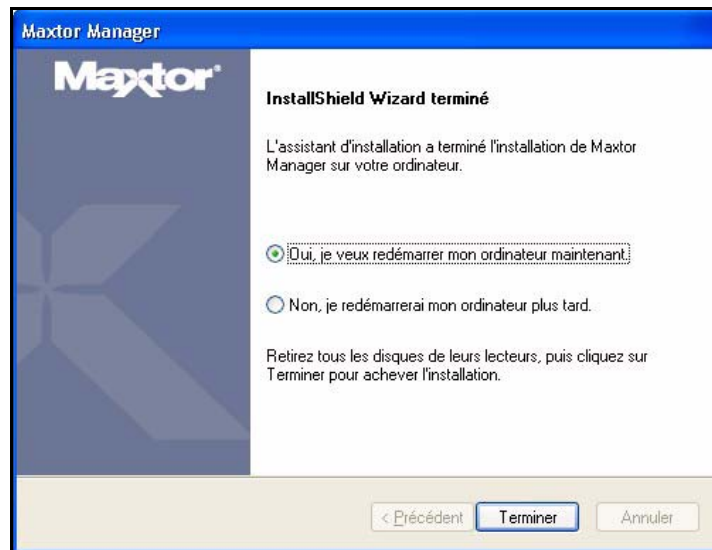 Maxtor Manager
Maxtor®
InstallShield Wizard terminé
L'assistant d'installation a terminé l'installation de Maxtor
Manager sur votre ordinateur.
Oui, je veux redémarrer mon ordinateur maintenant.
Non, je redémarrerai mon ordinateur plus tard.
Retirez tous les disques de leurs lecteurs, puis cliquez sur
Terminer pour achever l'installation.
< Précédent
Terminer
Annuler